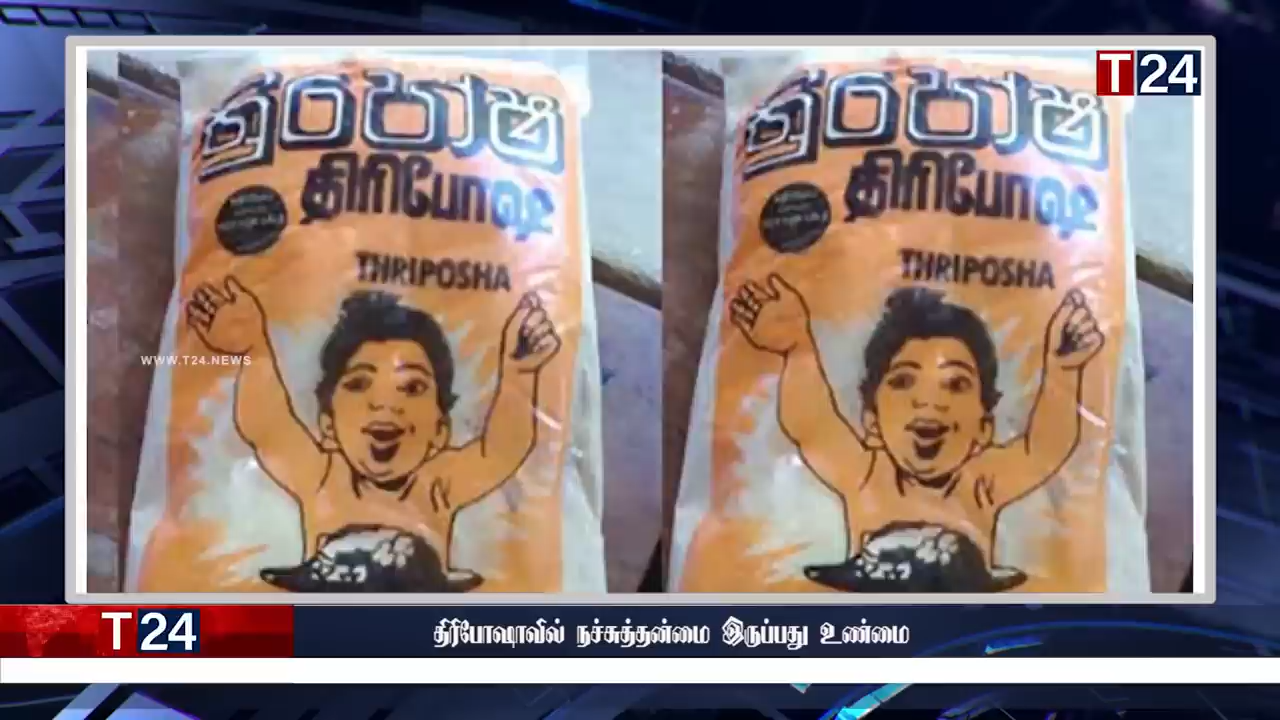 T24
ත්‍රිපෝෂ
திரிபோஷ
THRIPOSHA
ත්‍රිපෝෂ
திரிபோஷ
THRIPOSHA
WWW.T24.NEWS
T24
திரிபோஷாவில் நச்சுத்தன்மை இருப்பது உண்மை